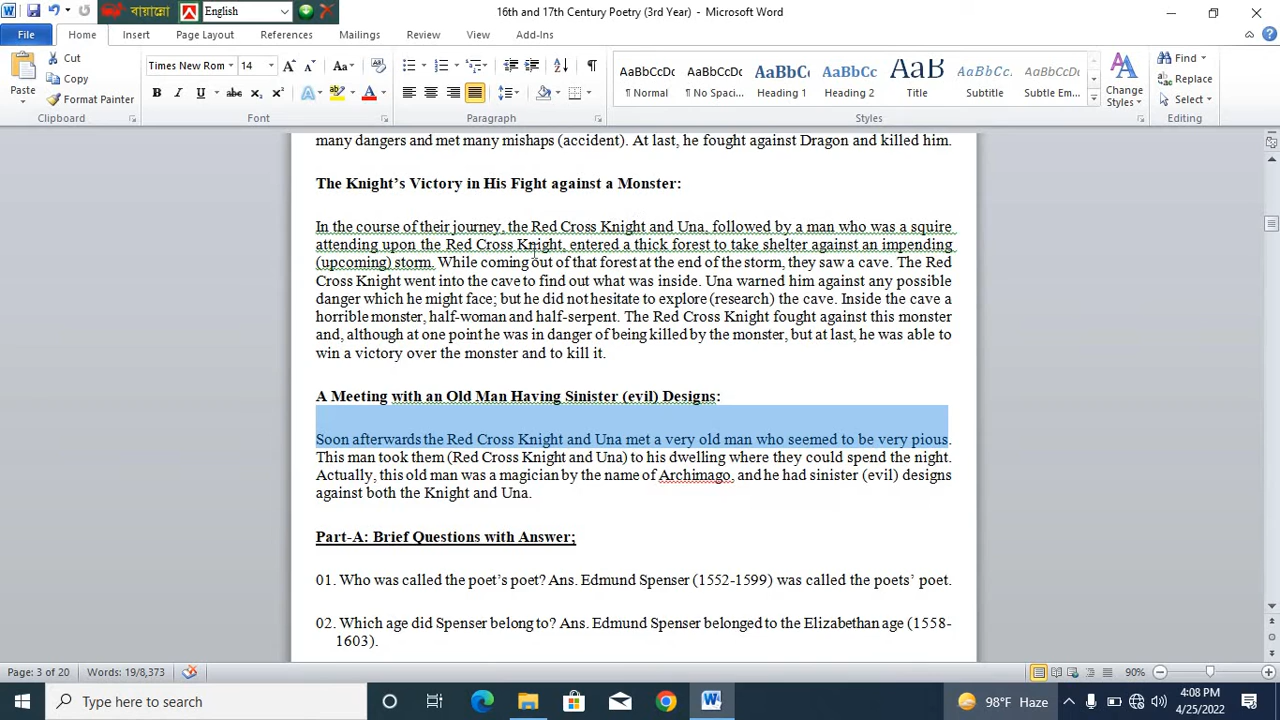 বায়ান্নো
English
16th and 17th Century Poetry (3rd Year) - Microsoft Word
File Home Insert Page Layout References Mailings Review View Add-Ins
Paste
Cut
Copy
Format Painter
Clipboard
Times New Rom 14
Font
Paragraph
AaBbCcDc AaBbCcDc AaBbCc AaBbCc AaB AaBbCc. AaBbCcDc
¶ Normal ¶ No Spaci... Heading 1 Heading 2 Title Subtitle Subtle Em...
Change Styles
Styles
Find
Replace
Select
Editing
many dangers and met many mishaps (accident). At last, he fought against Dragon and killed him.
The Knight’s Victory in His Fight against a Monster:
In the course of their journey, the Red Cross Knight and Una, followed by a man who was a squire
attending upon the Red Cross Knight, entered a thick forest to take shelter against an impending
(upcoming) storm. While coming out of that forest at the end of the storm, they saw a cave. The Red
Cross Knight went into the cave to find out what was inside. Una warned him against any possible
danger which he might face; but he did not hesitate to explore (research) the cave. Inside the cave a
horrible monster, half-woman and half-serpent. The Red Cross Knight fought against this monster
and, although at one point he was in danger of being killed by the monster, but at last, he was able to
win a victory over the monster and to kill it.
A Meeting with an Old Man Having Sinister (evil) Designs:
Soon afterwards the Red Cross Knight and Una met a very old man who seemed to be very pious.
This man took them (Red Cross Knight and Una) to his dwelling where they could spend the night.
Actually, this old man was a magician by the name of Archimago, and he had sinister (evil) designs
against both the Knight and Una.
Part-A: Brief Questions with Answer;
01. Who was called the poet’s poet? Ans. Edmund Spenser (1552-1599) was called the poets’ poet.
02. Which age did Spenser belong to? Ans. Edmund Spenser belonged to the Elizabethan age (1558-
1603).
Page: 3 of 20 Words: 19/8,373 90%
Type here to search
98°F Haze
4:08 PM
4/25/2022